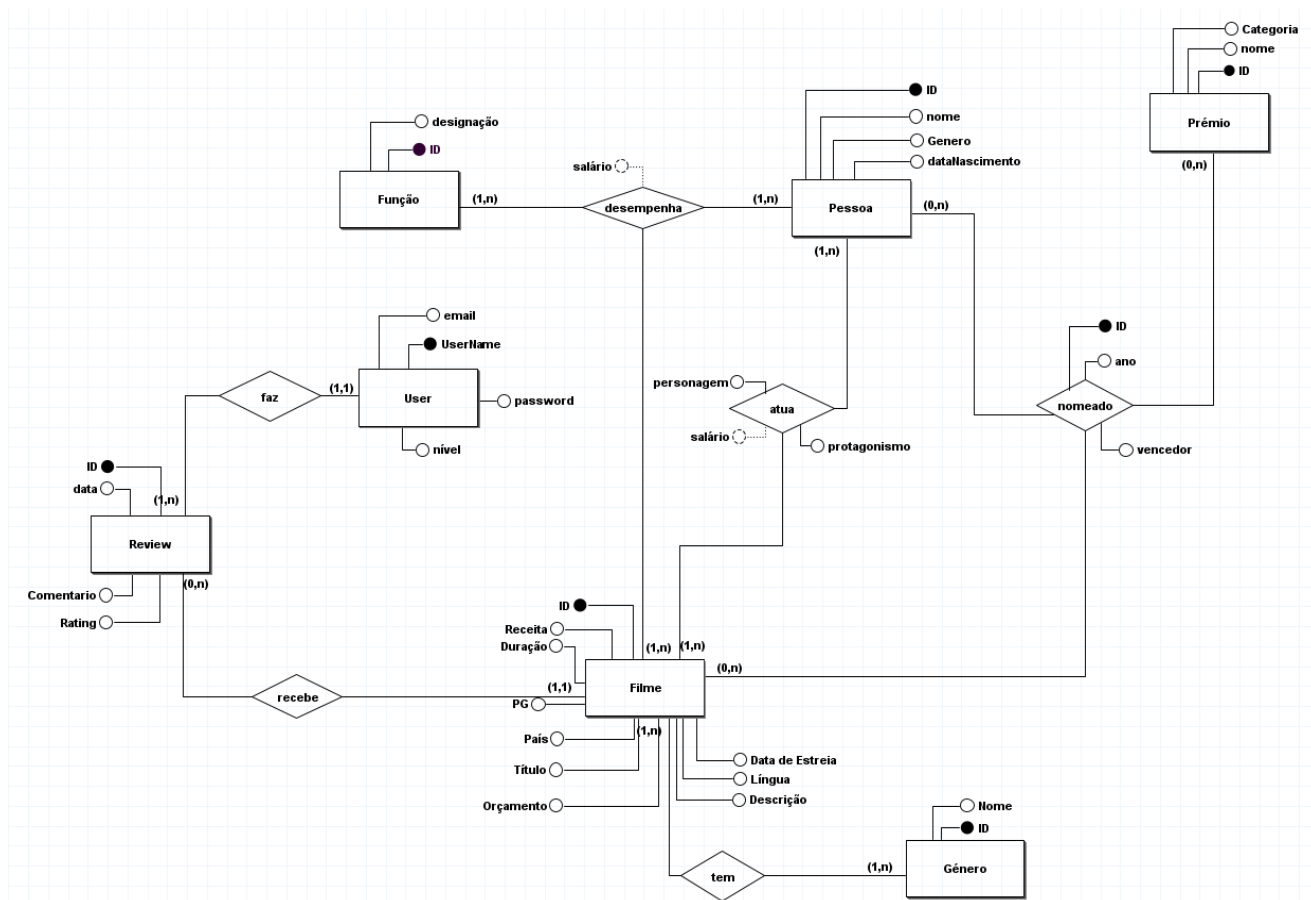 Categoria
nome
ID
Prémio
(0,n)
ID
nome
Genero
dataNascimento
Pessoa
(1,n)
(0,n)
(1,n)
designação
ID
Função
(1,n)
salário
desempenha
email
UserName
User
password
nível
(1,1)
faz
ID
data
(1,n)
Review
(0,n)
Comentario
Rating
personagem
atua
salário
protagonismo
ID
ano
nomeado
vencedor
recebe
(1,1)
ID
Receita
Duração
(1,n)
(1,n)
(0,n)
Filme
PG
(1,n)
País
Título
Orçamento
Data de Estreia
Língua
Descrição
tem
(1,n)
Nome
ID
Género